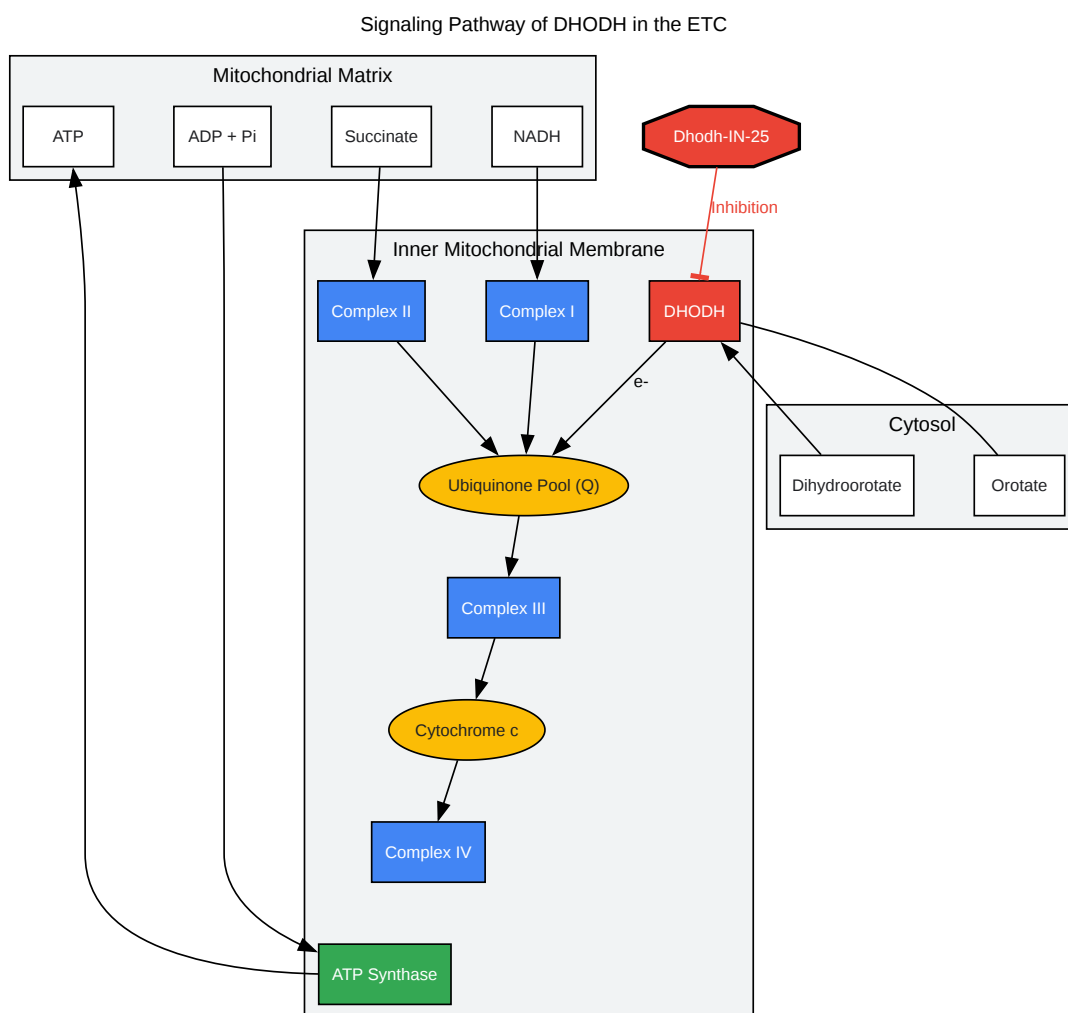 Signaling Pathway of DHODH in the ETC
Mitochondrial Matrix
ATP
ADP + Pi
Succinate
NADH
Dhodh-IN-25
Inhibition
Inner Mitochondrial Membrane
Complex II
Complex I
DHODH
e-
Cytosol
Ubiquinone Pool (Q)
Dihydroorotate
Orotate
Complex III
Cytochrome c
Complex IV
ATP Synthase